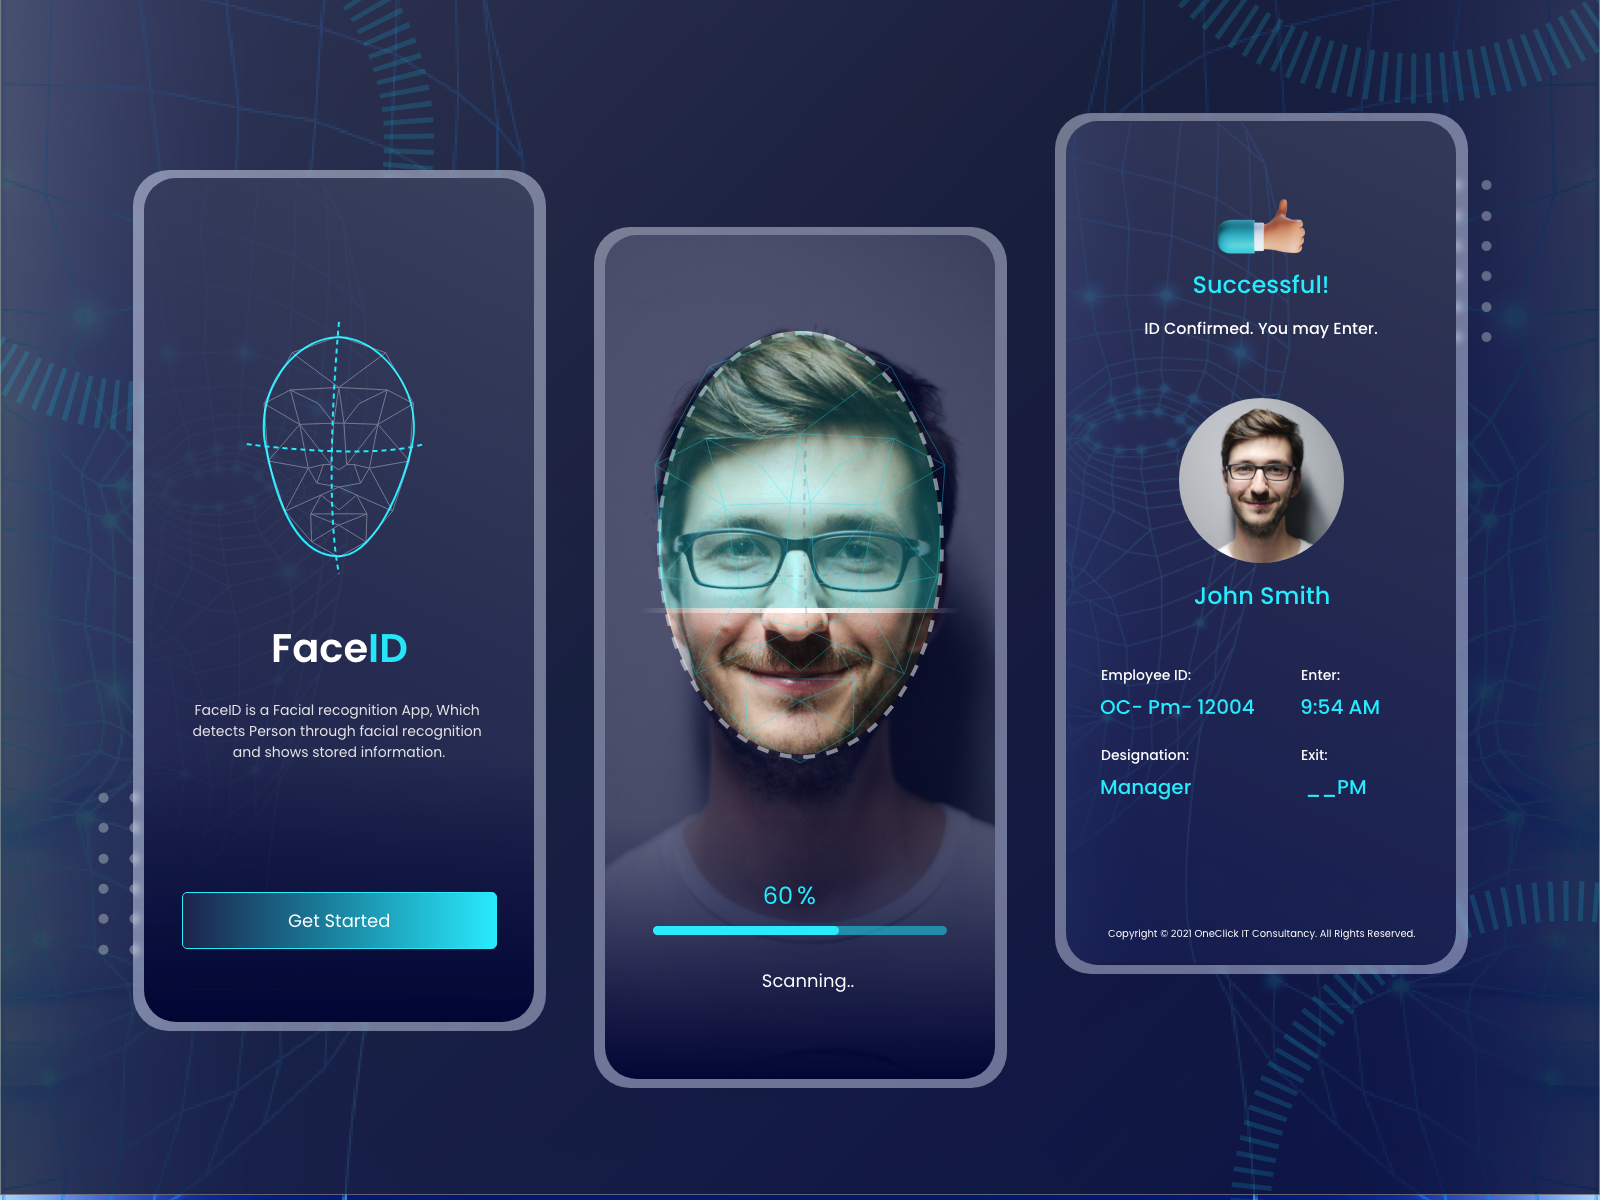 FaceID
FaceID is a Facial recognition App, Which
detects Person through facial recognition
and shows stored information.
Get Started
60 %
Scanning..
Successful!
ID Confirmed. You may Enter.
John Smith
Employee ID:
Enter:
OC- Pm- 12004
9:54 AM
Designation:
Exit:
Manager
__PM
Copyright © 2021 OneClick IT Consultancy. All Rights Reserved.